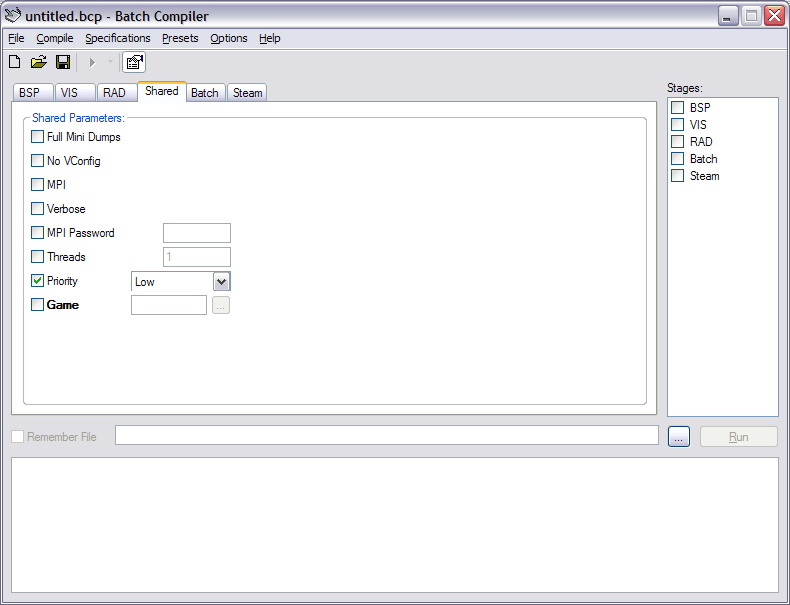 untitled.bcp - Batch Compiler
File Compile Specifications Presets Options Help
BSP VIS RAD Shared Batch Steam
Stages:
Shared Parameters:
Full Mini Dumps
No VConfig
MPI
Verbose
MPI Password
Threads 1
Priority Low
Game ...
BSP
VIS
RAD
Batch
Steam
Remember File ... Run